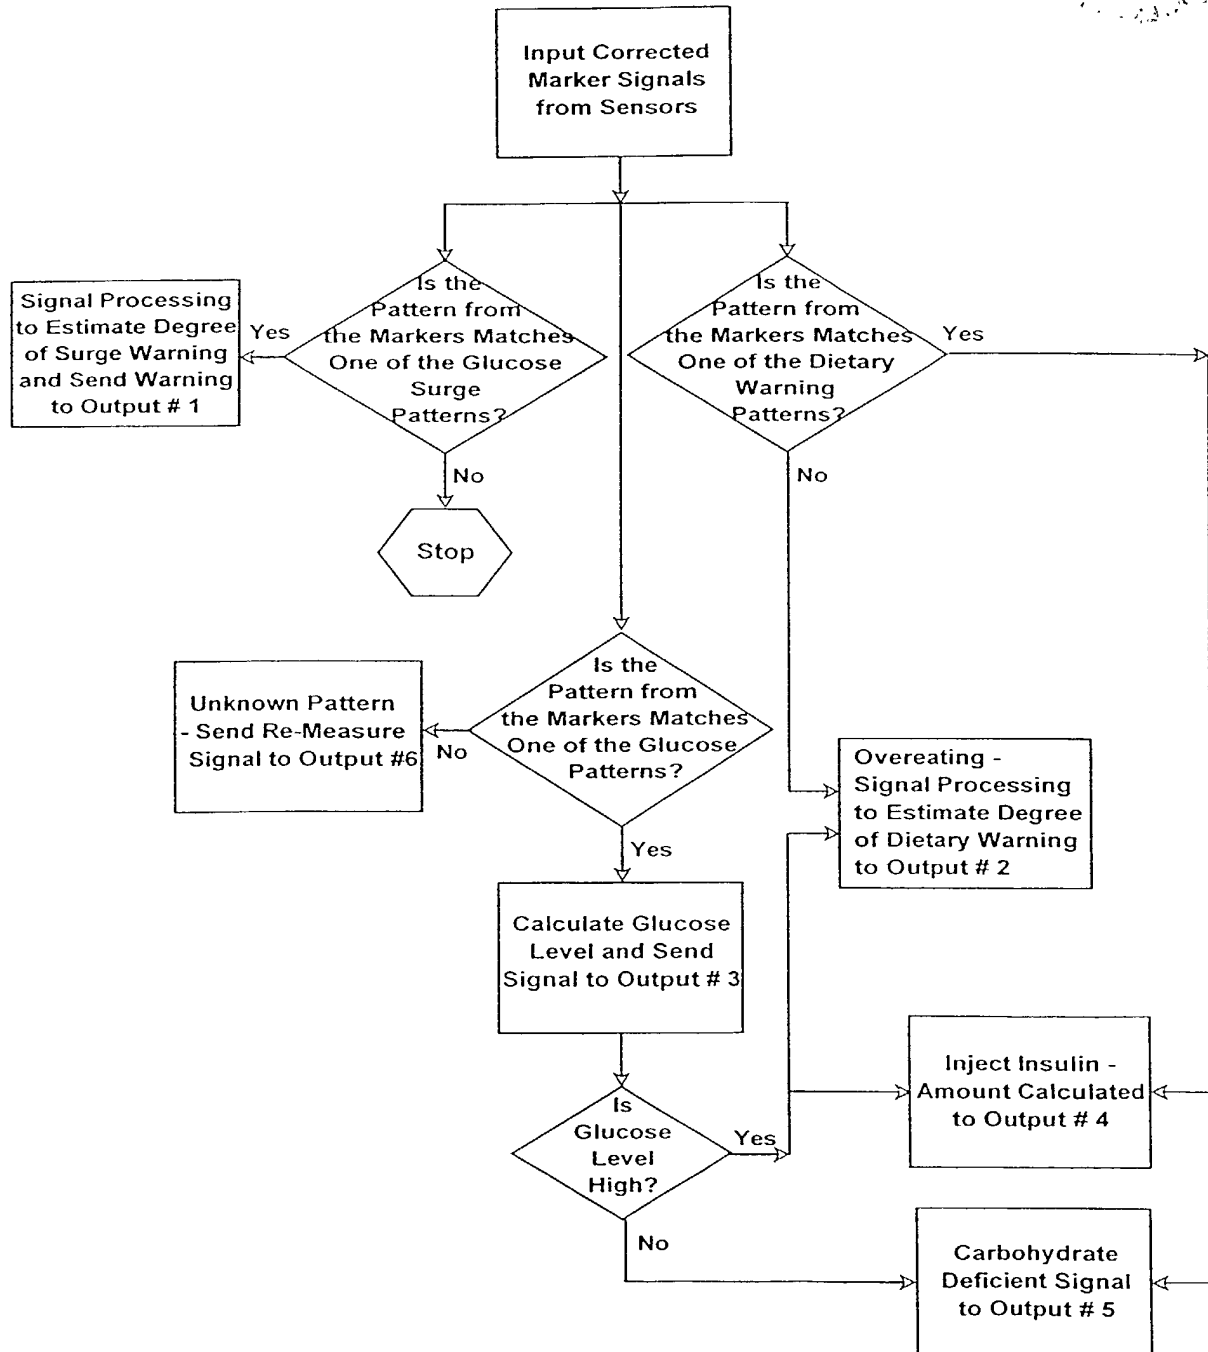 Input Corrected
Marker Signals
from Sensors
Signal Processing
to Estimate Degree
of Surge Warning
and Send Warning
to Output # 1
Yes
Is the
Pattern from
the Markers Matches
One of the Glucose
Surge
Patterns?
No
Stop
Is the
Pattern from
the Markers Matches
One of the Dietary
Warning
Patterns?
Yes
No
Unknown Pattern
- Send Re-Measure
Signal to Output #6
No
Is the
Pattern from
the Markers Matches
One of the Glucose
Patterns?
Yes
Overeating -
Signal Processing
to Estimate Degree
of Dietary Warning
to Output # 2
Calculate Glucose
Level and Send
Signal to Output # 3
Is
Glucose
Level
High?
Yes
No
Inject Insulin -
Amount Calculated
to Output # 4
Carbohydrate
Deficient Signal
to Output # 5